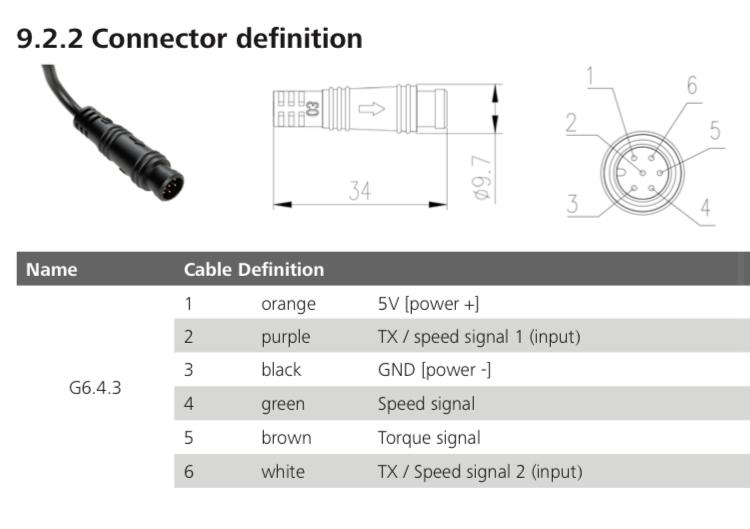 9.2.2 Connector definition
03
34
ø9.7
1
6
2
5
3
4
Name Cable Definition
1 orange 5V [power +]
2 purple TX / speed signal 1 (input)
3 black GND [power -]
G6.4.3
4 green Speed signal
5 brown Torque signal
6 white TX / Speed signal 2 (input)